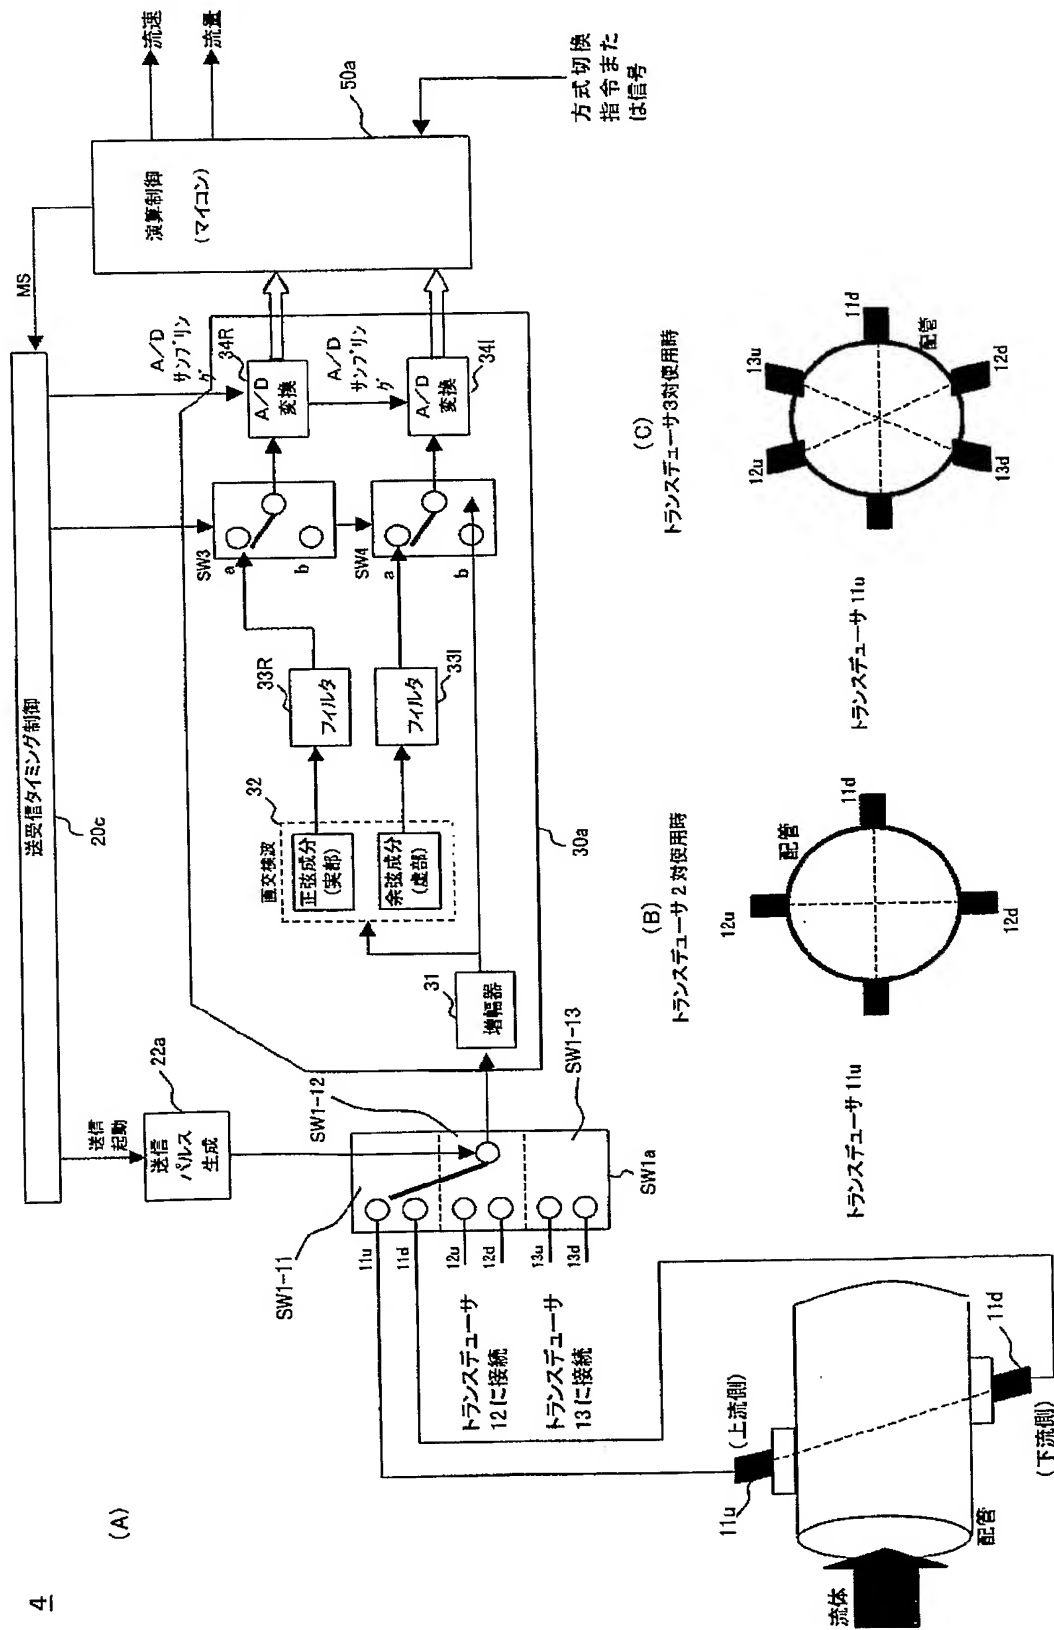 4
(A)
送受信タイミング制御
20c
MS
演算制御
(マイコン)
50a
流速
流量
方式切換
指令また
は信号
送信
起動
22a
送信
パルス
生成
A/D
サンプリン
グ
34R
A/D
変換
A/D
サンプリン
グ
34I
A/D
変換
SW3
a
b
SW4
a
b
33R
フィルタ
33I
フィルタ
32
直交検波
正弦成分
(実部)
余弦成分
(虚部)
31
増幅器
30a
SW1-11
SW1-12
SW1-13
SW1a
11u
11d
12u
12d
13u
13d
トランスデューサ
12に接続
トランスデューサ
13に接続
(上流側)
11u
11d
(下流側)
配管
流体
(B)
トランスデューサ2対使用時
12u
配管
11d
12d
トランスデューサ11u
(C)
トランスデューサ3対使用時
12u
13u
11d
配管
12d
13d
トランスデューサ11u